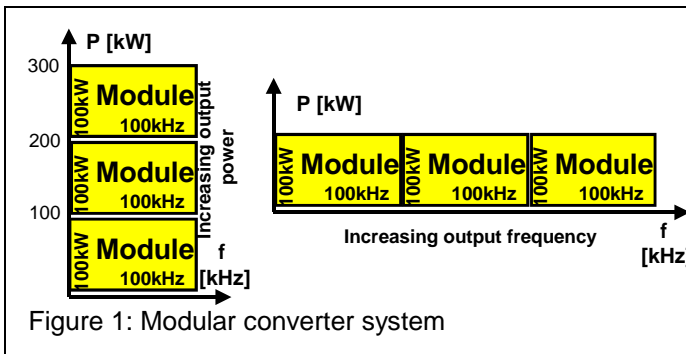 P [kW]
300
200
100
100kW
Module
100kHz
100kW
Module
100kHz
100kW
Module
100kHz
Increasing output
power
f
[kHz]
P [kW]
100kW
Module
100kHz
100kW
Module
100kHz
100kW
Module
100kHz
Increasing output frequency
f
[kHz]
Figure 1: Modular converter system